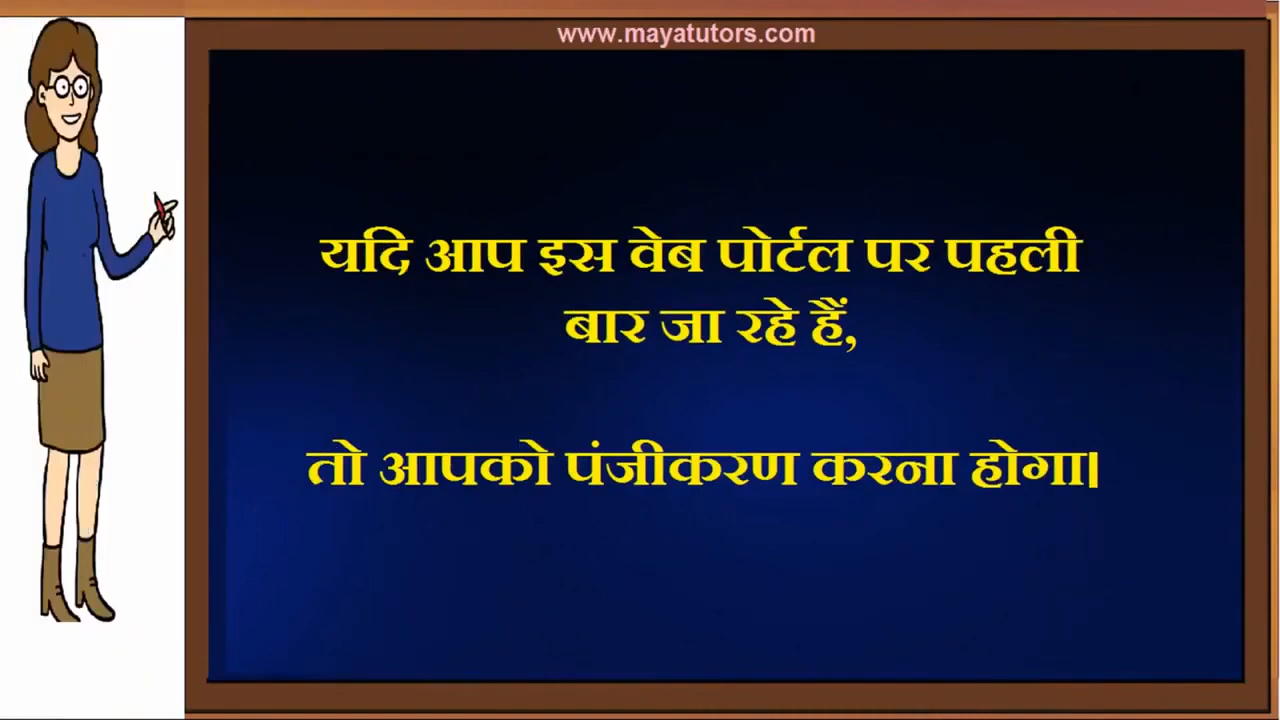 www.mayatutors.com
यदि आप इस वेब पोर्टल पर पहली
बार जा रहे हैं,
तो आपको पंजीकरण करना होगा।